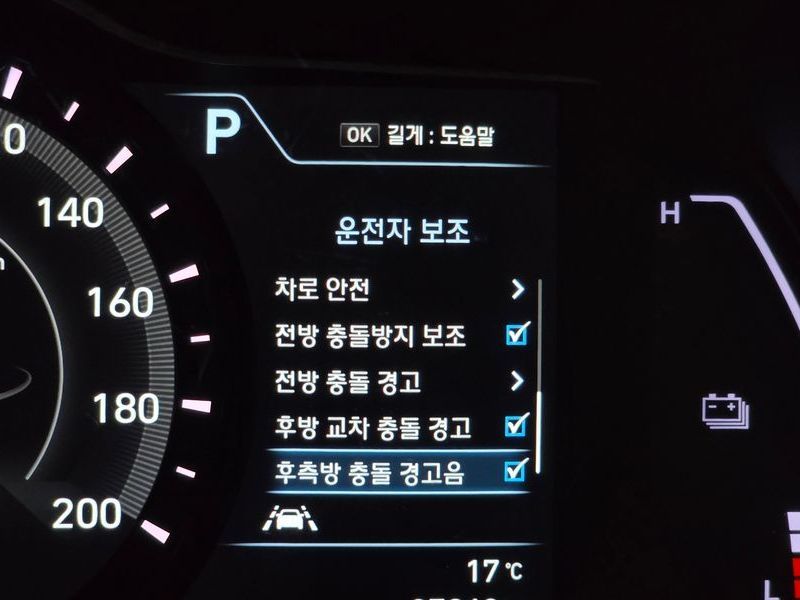 P
OK 길게 : 도움말
운전자 보조
차로 안전
전방 충돌방지 보조
전방 충돌 경고
후방 교차 충돌 경고
후측방 충돌 경고음
17 ℃
140
160
180
200
H
L